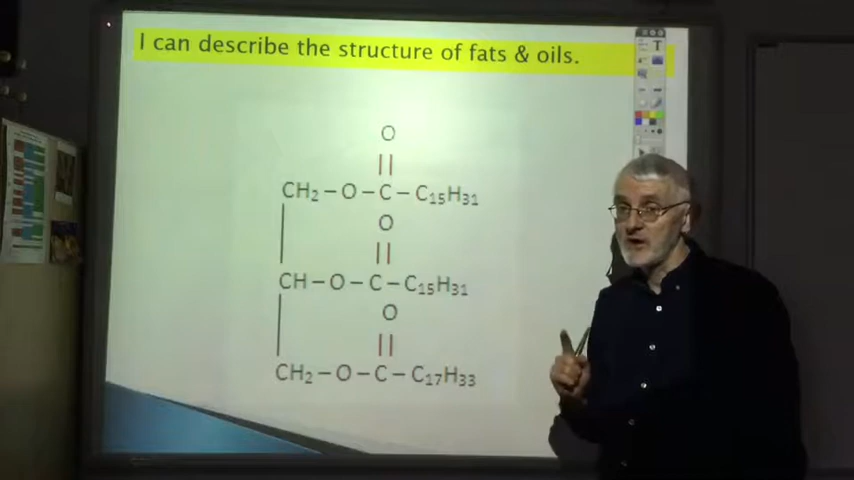 I can describe the structure of fats & oils.
O
||
CH₂ – O – C – C₁₅H₃₁
O
||
CH – O – C – C₁₅H₃₁
O
||
CH₂ – O – C – C₁₇H₃₃